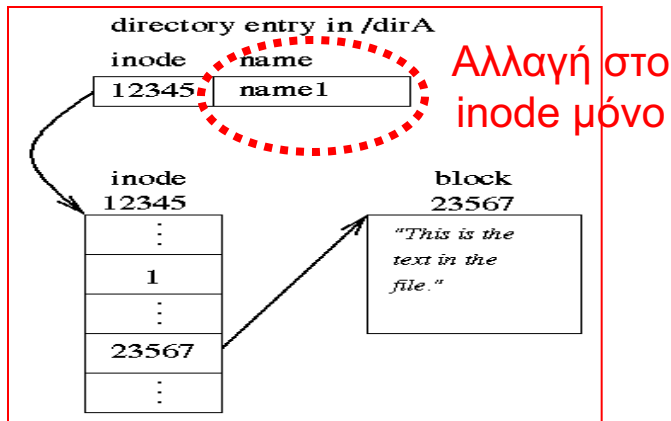 directory entry in /dirA
inode name
12345 name1
Αλλαγή στο
inode μόνο
inode
12345
⋮
1
⋮
23567
⋮
block
23567
"This is the
text in the
file."